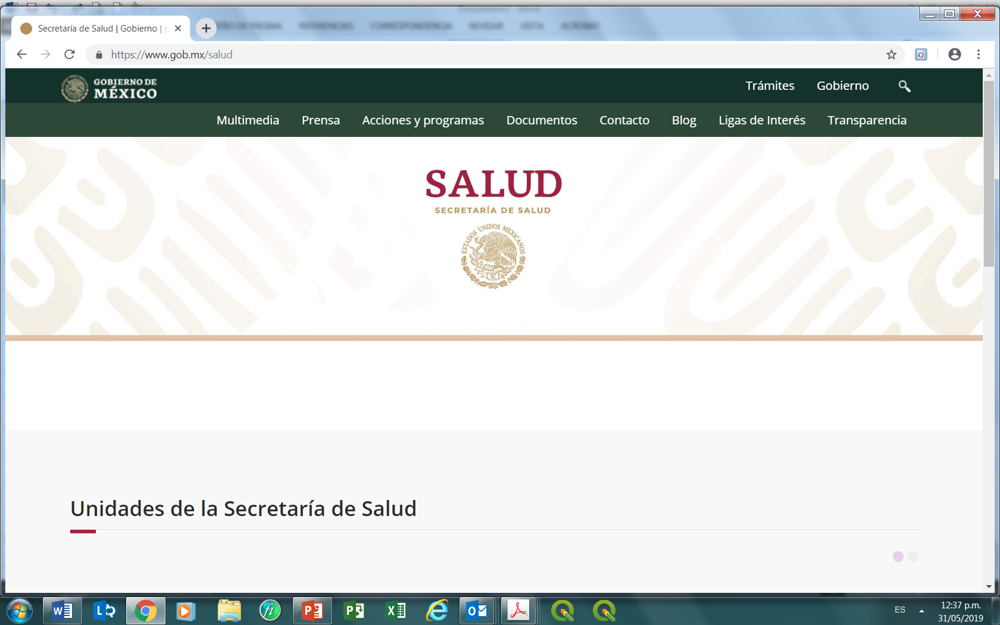 Secretaría de Salud | Gobierno | g
https://www.gob.mx/salud
GOBIERNO DE
MÉXICO
Trámites Gobierno
Multimedia Prensa Acciones y programas Documentos Contacto Blog Ligas de Interés Transparencia
SALUD
SECRETARÍA DE SALUD
ESTADOS UNIDOS MEXICANOS
Unidades de la Secretaría de Salud
ES
12:37 p.m.
31/05/2019